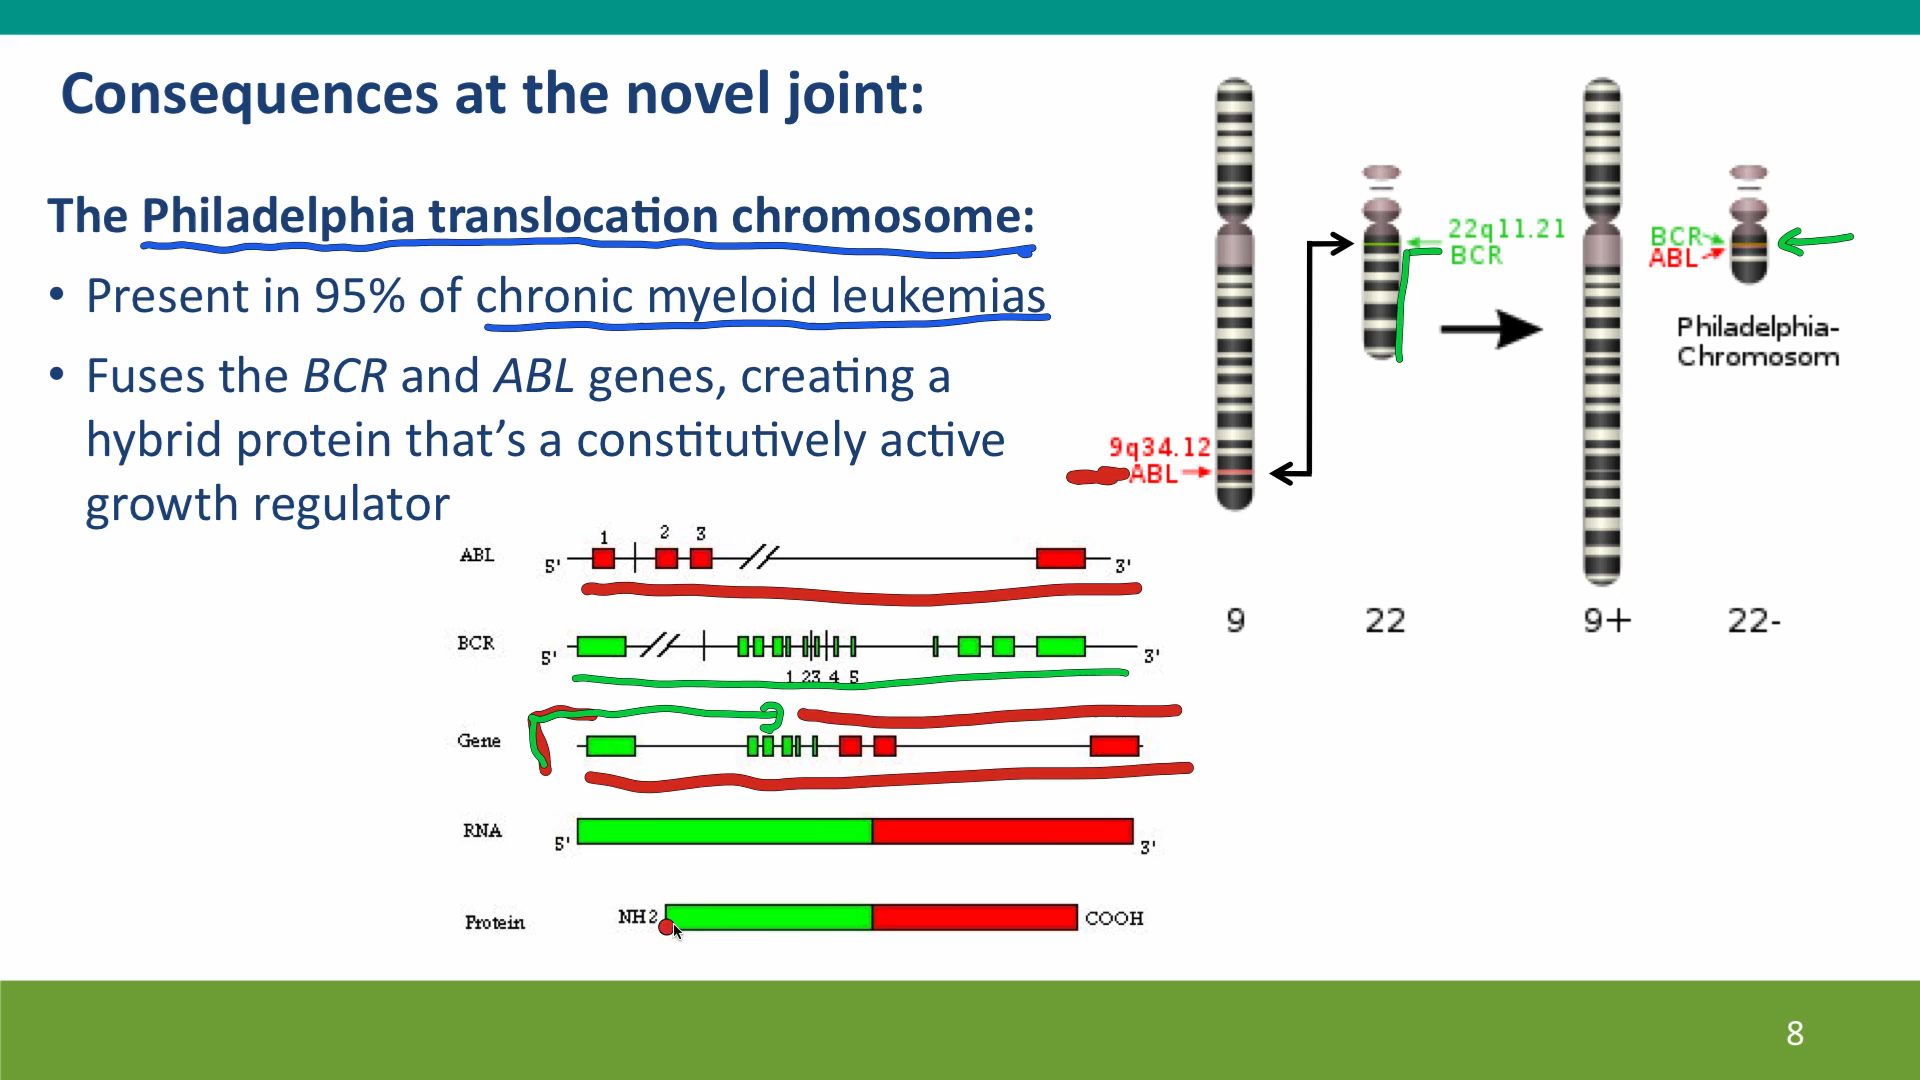 Consequences at the novel joint:
The Philadelphia translocation chromosome:
• Present in 95% of chronic myeloid leukemias
• Fuses the BCR and ABL genes, creating a
hybrid protein that's a constitutively active
growth regulator
22q11.21
BCR
9q34.12
ABL
BCR
ABL
Philadelphia-
Chromosom
9 22 9+ 22-
1 2 3
ABL 5' 3'
BCR 5' 3'
1 2 3 4 5
Gene
RNA 5' 3'
Protein NH2 COOH
8